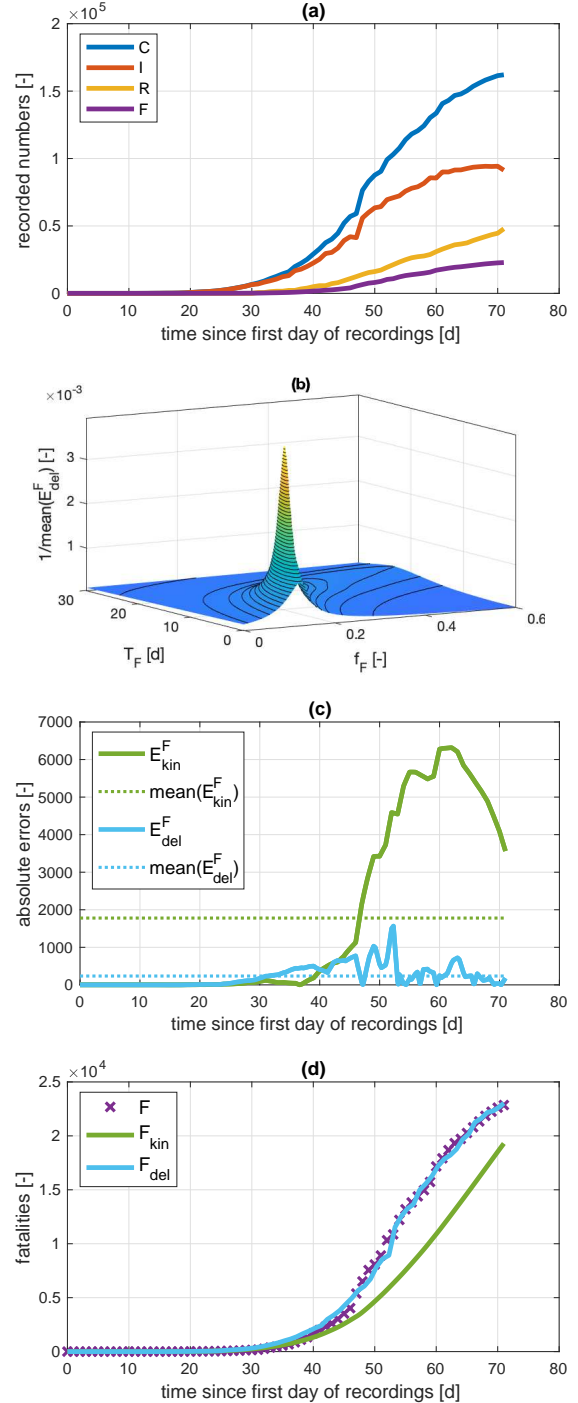 (a)
×10^5
2
1.5
1
0.5
0
recorded numbers [-]
C
I
R
F
0 10 20 30 40 50 60 70 80
time since first day of recordings [d]
(b)
×10^-3
3
2
1
1/mean(E^F_del) [-]
30
20
10
0
T_F [d]
0
0.2
0.4
0.6
f_F [-]
(c)
7000
6000
5000
4000
3000
2000
1000
0
absolute errors [-]
E^F_kin
mean(E^F_kin)
E^F_del
mean(E^F_del)
0 10 20 30 40 50 60 70 80
time since first day of recordings [d]
(d)
×10^4
2.5
2
1.5
1
0.5
0
fatalities [-]
F
F_kin
F_del
0 10 20 30 40 50 60 70 80
time since first day of recordings [d]